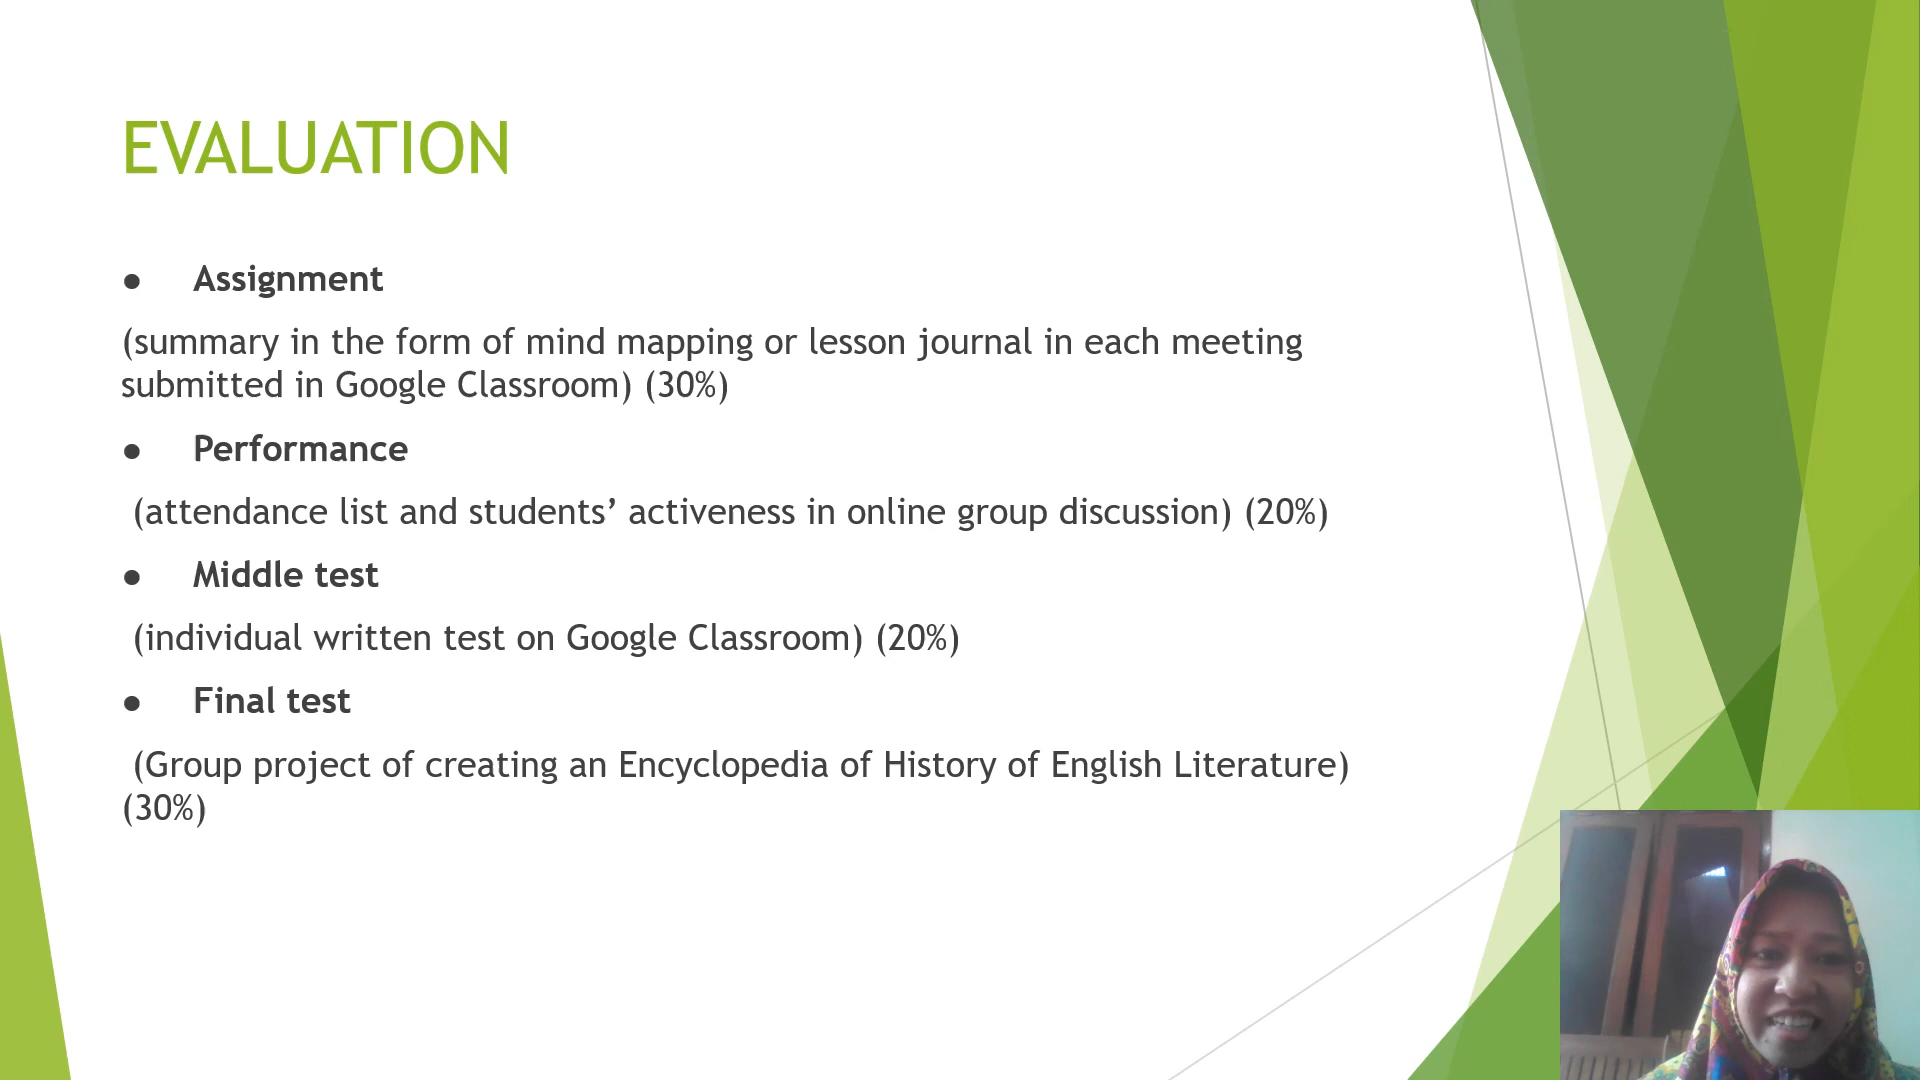 EVALUATION
● Assignment
(summary in the form of mind mapping or lesson journal in each meeting
submitted in Google Classroom) (30%)
● Performance
(attendance list and students’ activeness in online group discussion) (20%)
● Middle test
(individual written test on Google Classroom) (20%)
● Final test
(Group project of creating an Encyclopedia of History of English Literature)
(30%)